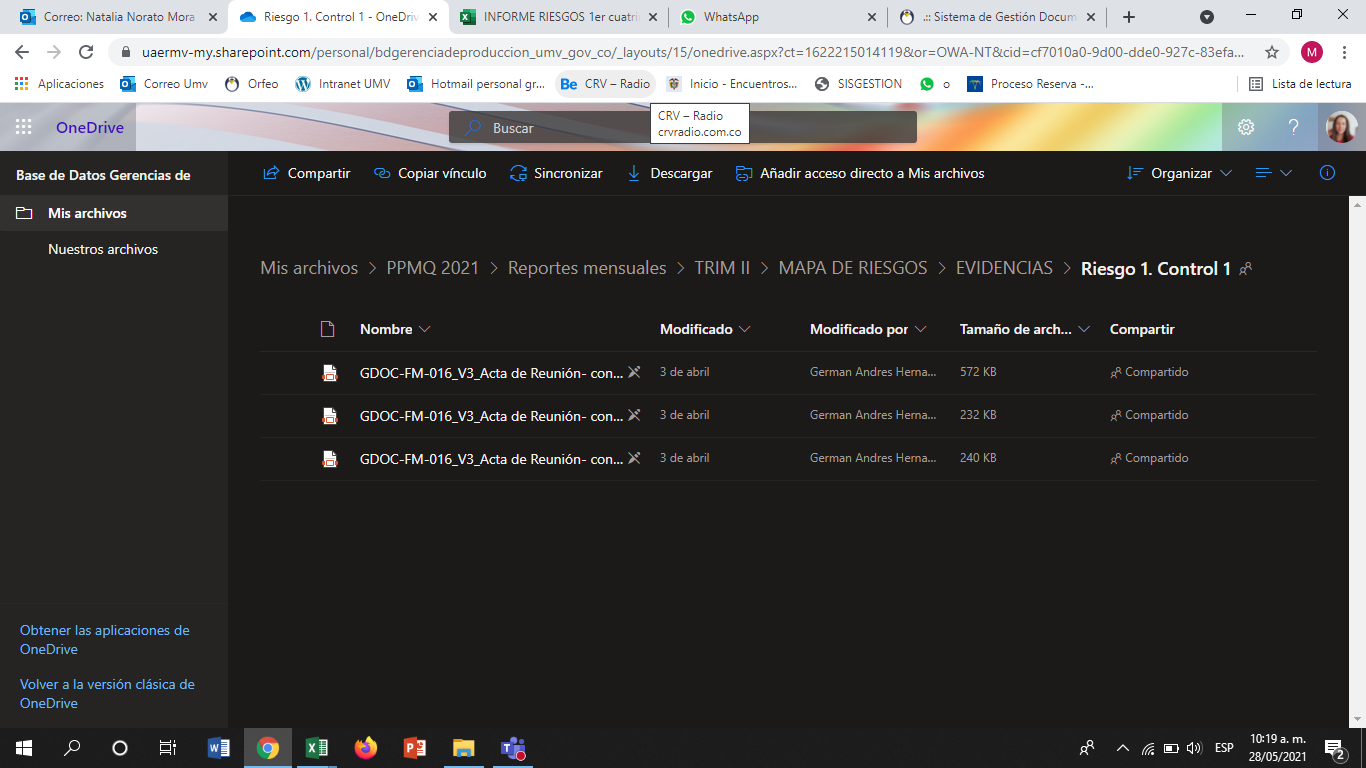 Correo: Natalia Norato Mora
Riesgo 1. Control 1 - OneDriv
INFORME RIESGOS 1er cuatri
WhatsApp
.:: Sistema de Gestión Docum
uaermv-my.sharepoint.com/personal/bdgerenciadeproduccion_umv_gov_co/_layouts/15/onedrive.aspx?ct=1622215014119&or=OWA-NT&cid=cf7010a0-9d00-dde0-927c-83efa...
M
Aplicaciones
Correo Umv
Orfeo
Intranet UMV
Hotmail personal gr...
Be CRV – Radio
Inicio - Encuentros...
SISGESTION
o
Proceso Reserva -...
Lista de lectura
CRV – Radio
crvradio.com.co
OneDrive
Buscar
?
Base de Datos Gerencias de
Compartir
Copiar vínculo
Sincronizar
Descargar
Añadir acceso directo a Mis archivos
Organizar
Mis archivos
Nuestros archivos
Mis archivos > PPMQ 2021 > Reportes mensuales > TRIM II > MAPA DE RIESGOS > EVIDENCIAS > Riesgo 1. Control 1
Nombre Modificado Modificado por Tamaño de arch... Compartir
GDOC-FM-016_V3_Acta de Reunión- con... 3 de abril German Andres Herna... 572 KB Compartido
GDOC-FM-016_V3_Acta de Reunión- con... 3 de abril German Andres Herna... 232 KB Compartido
GDOC-FM-016_V3_Acta de Reunión- con... 3 de abril German Andres Herna... 240 KB Compartido
Obtener las aplicaciones de
OneDrive
Volver a la versión clásica de
OneDrive
ESP
10:19 a. m.
28/05/2021
2